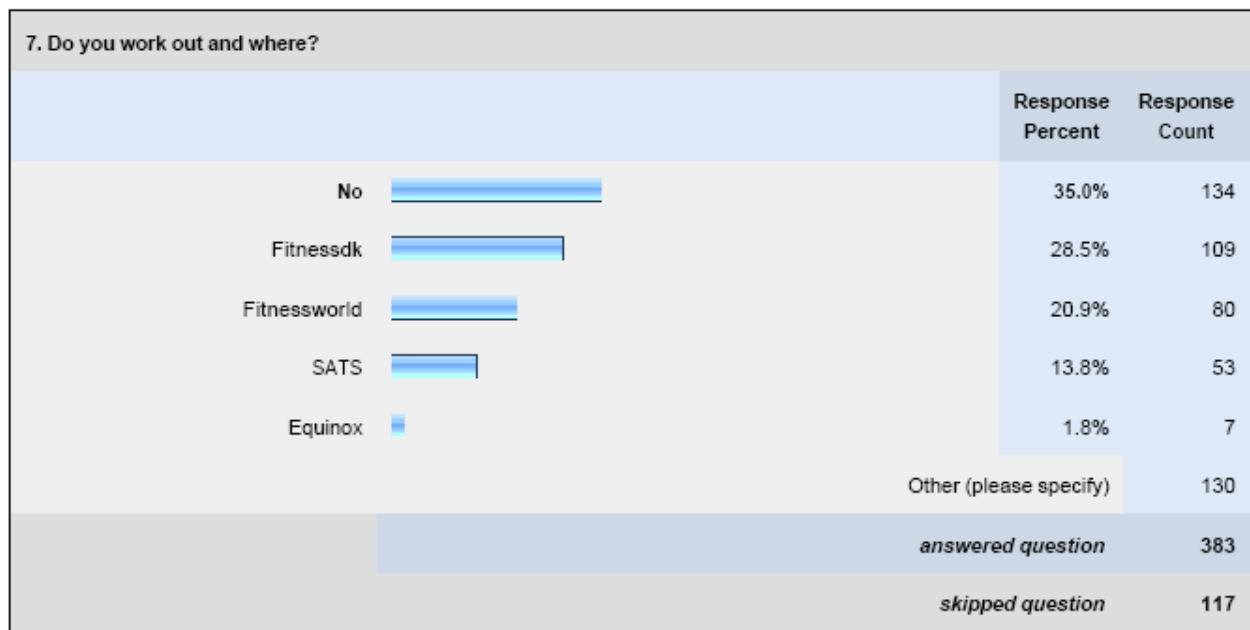 7. Do you work out and where?
Response Percent Response Count
No 35.0% 134
Fitnessdk 28.5% 109
Fitnessworld 20.9% 80
SATS 13.8% 53
Equinox 1.8% 7
Other (please specify) 130
answered question 383
skipped question 117